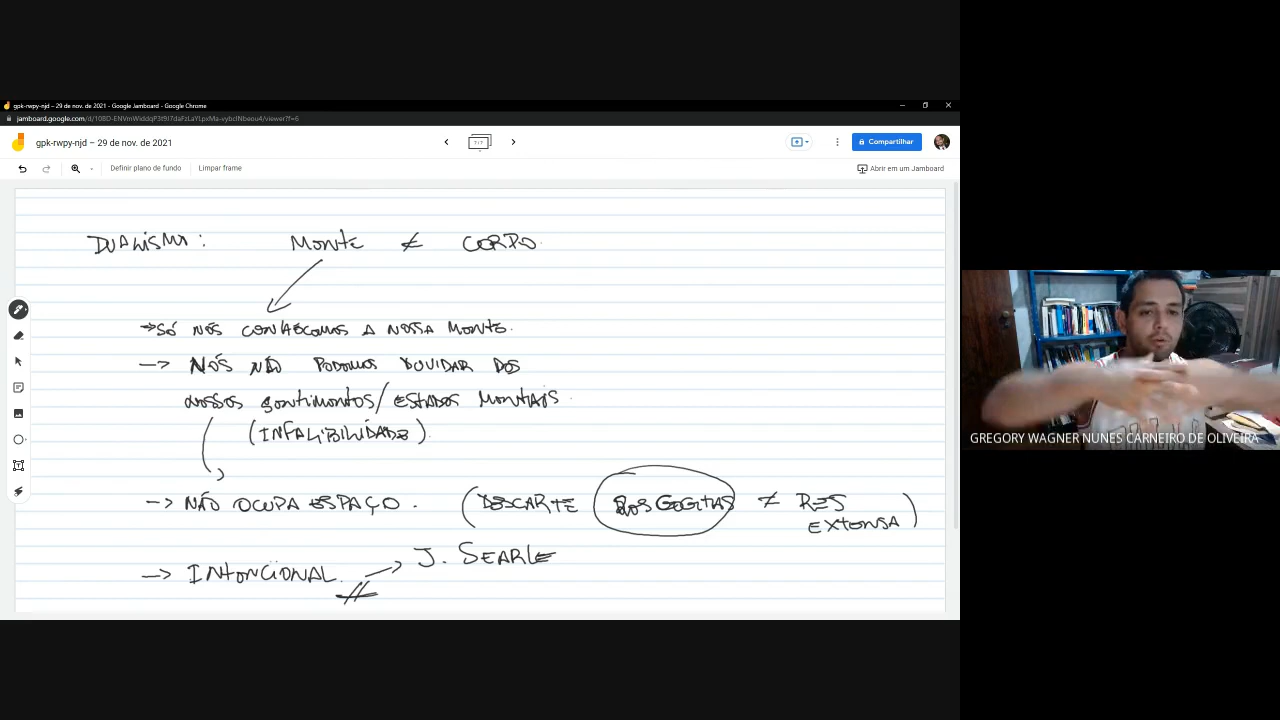 gpk-rwpy-njd – 29 de nov. de 2021 - Google Jamboard - Google Chrome
gpk-rwpy-njd – 29 de nov. de 2021
7/7
Compartilhar
Definir plano de fundo
Limpar frame
Abrir em um Jamboard
DUALISMO: MENTE ≠ CORPO.
→ SÓ NÓS CONHECEMOS A NOSSA MENTE.
→ NÓS NÃO PODEMOS DUVIDAR DOS
NOSSOS SENTIMENTOS/ESTADOS MENTAIS.
(INFALIBILIDADE).
→ NÃO OCUPA ESPAÇO. (DESCARTE RES COGITAS ≠ RES
EXTENSA)
→ INTENCIONAL. → J. SEARLE
GREGORY WAGNER NUNES CARNEIRO DE OLIVEIRA